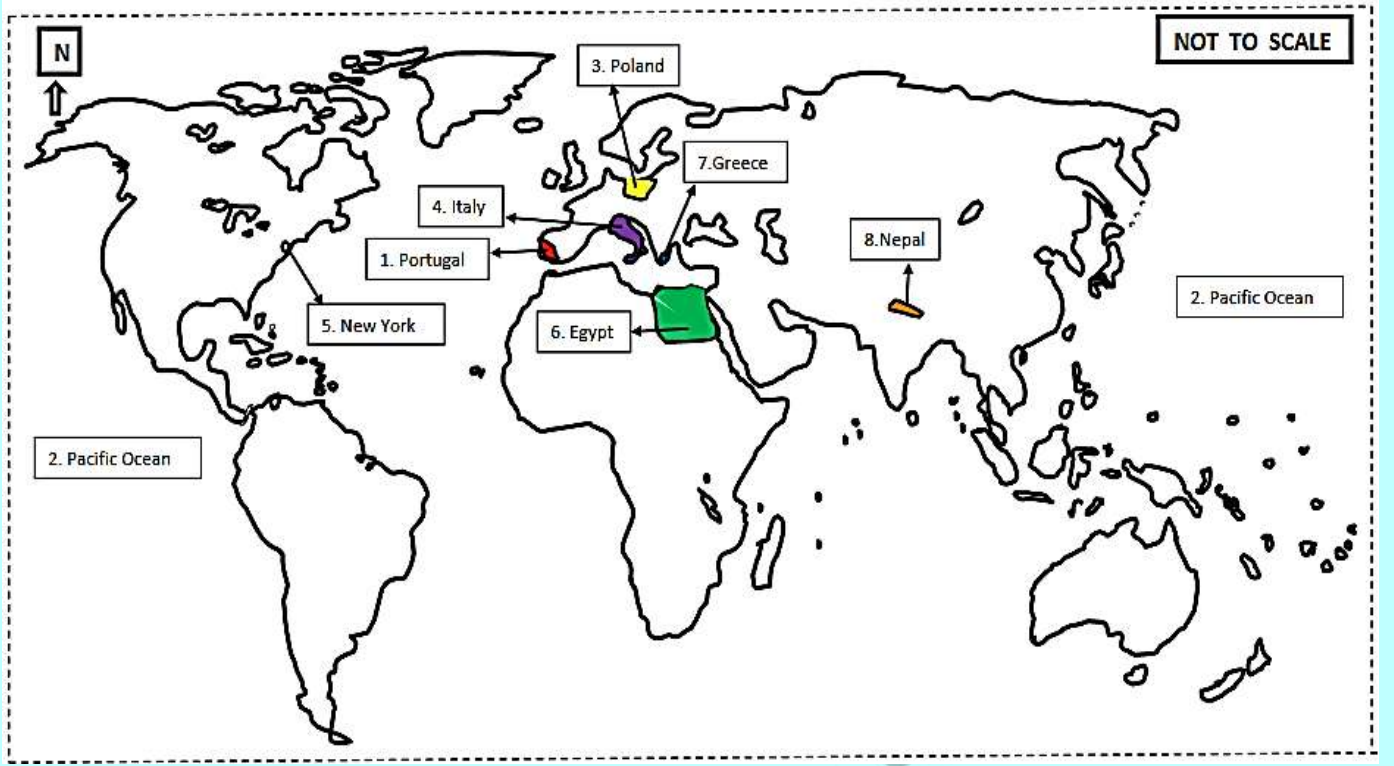 NOT TO SCALE
N
3. Poland
7.Greece
4. Italy
8.Nepal
1. Portugal
2. Pacific Ocean
5. New York
6. Egypt
2. Pacific Ocean